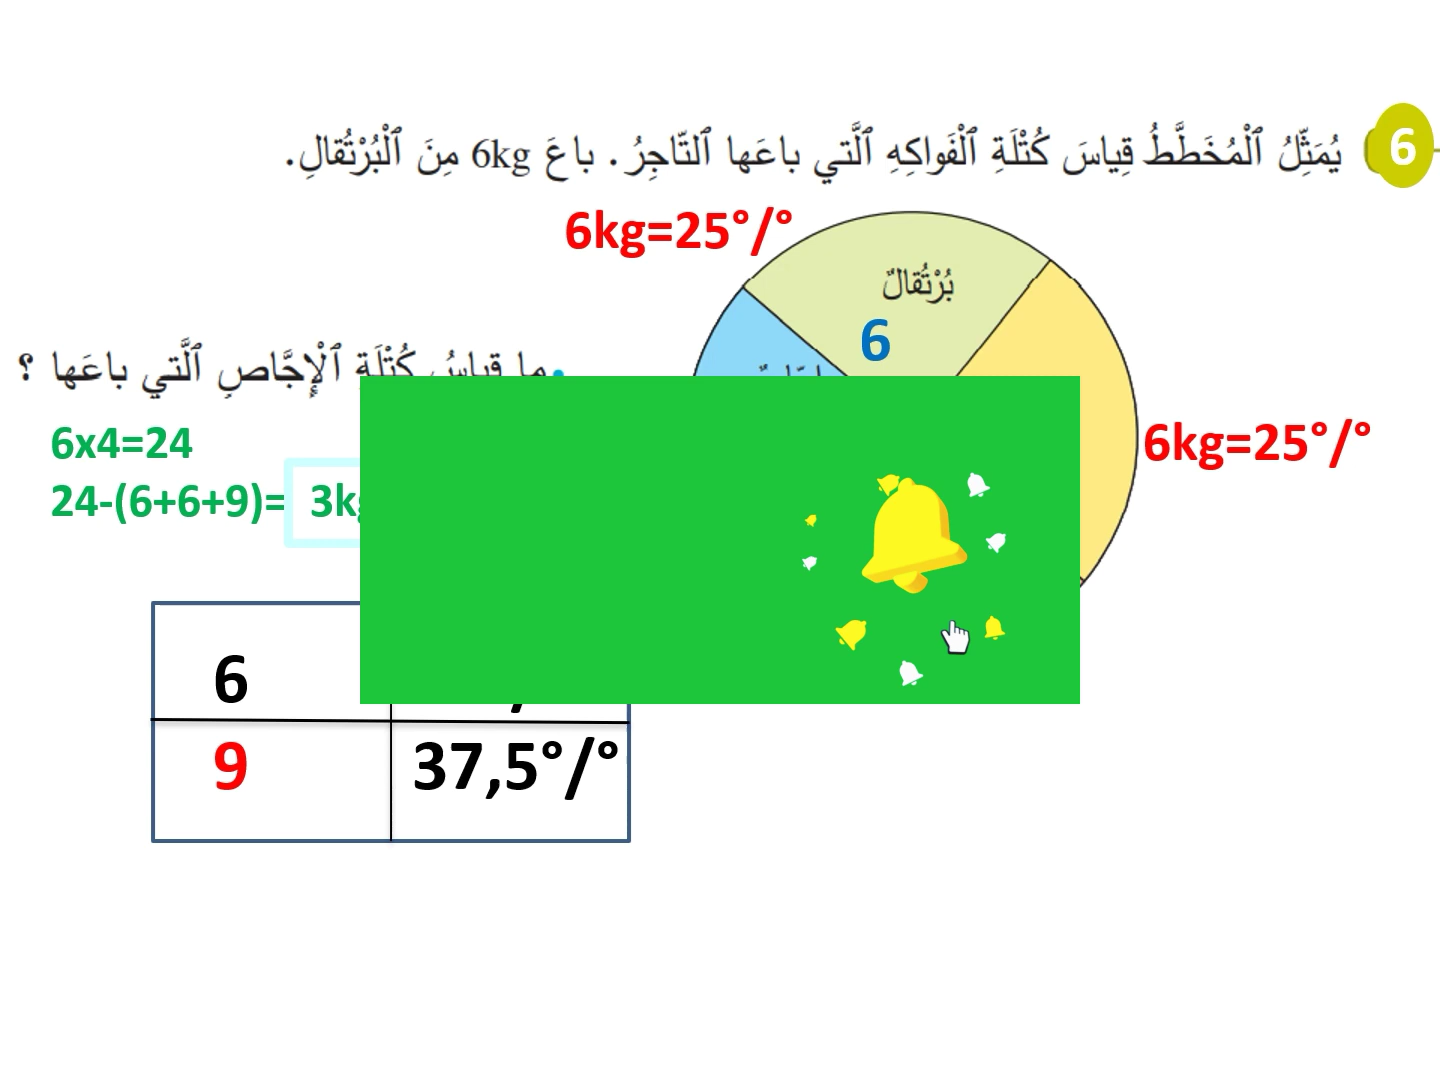 6
يُمَثِّلُ ٱلْمُخَطَّطُ قِياسَ كُتْلَةِ ٱلْفَواكِهِ ٱلَّتي باعَها ٱلتّاجِرُ. باعَ 6kg مِنَ ٱلْبُرْتُقالِ.
6kg=25°/°
بُرْتُقالٌ
6
ما قِياسُ كُتْلَةِ ٱلْإِجَّاصِ ٱلَّتي باعَها ؟
6kg=25°/°
6x4=24
24-(6+6+9)= 3kg
6
9 37,5°/°